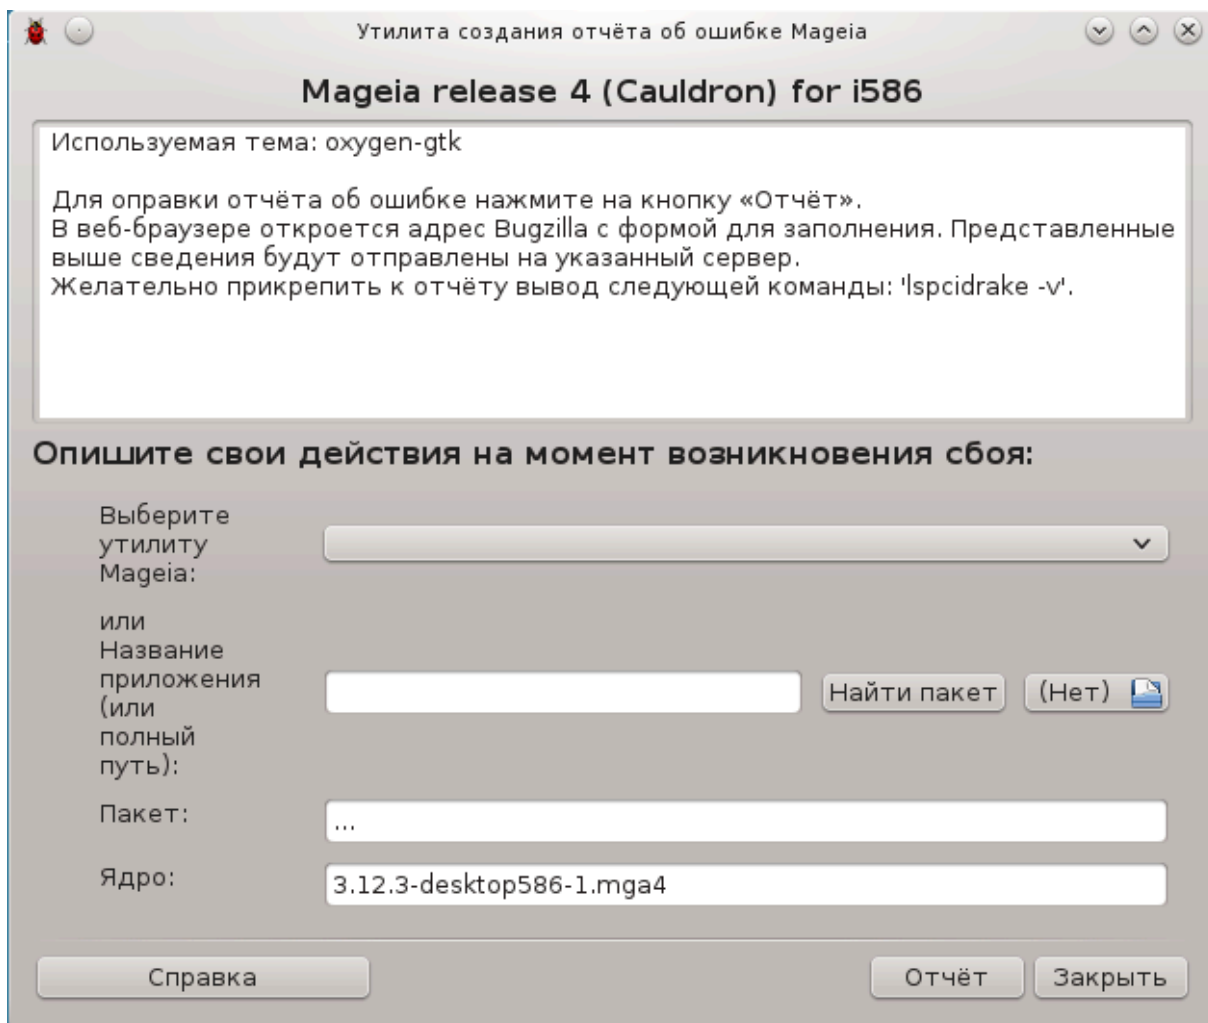 Утилита создания отчёта об ошибке Mageia
Mageia release 4 (Cauldron) for i586
Используемая тема: oxygen-gtk
Для оправки отчёта об ошибке нажмите на кнопку «Отчёт».
В веб-браузере откроется адрес Bugzilla с формой для заполнения. Представленные
выше сведения будут отправлены на указанный сервер.
Желательно прикрепить к отчёту вывод следующей команды: 'lspcidrake -v'.
Опишите свои действия на момент возникновения сбоя:
Выберите
утилиту
Mageia:
или
Название
приложения
(или
полный
путь):
Найти пакет
(Нет)
Пакет:
...
Ядро:
3.12.3-desktop586-1.mga4
Справка
Отчёт
Закрыть